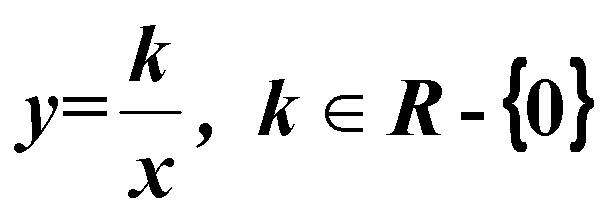 y=k/x, k ∈ R - {0}